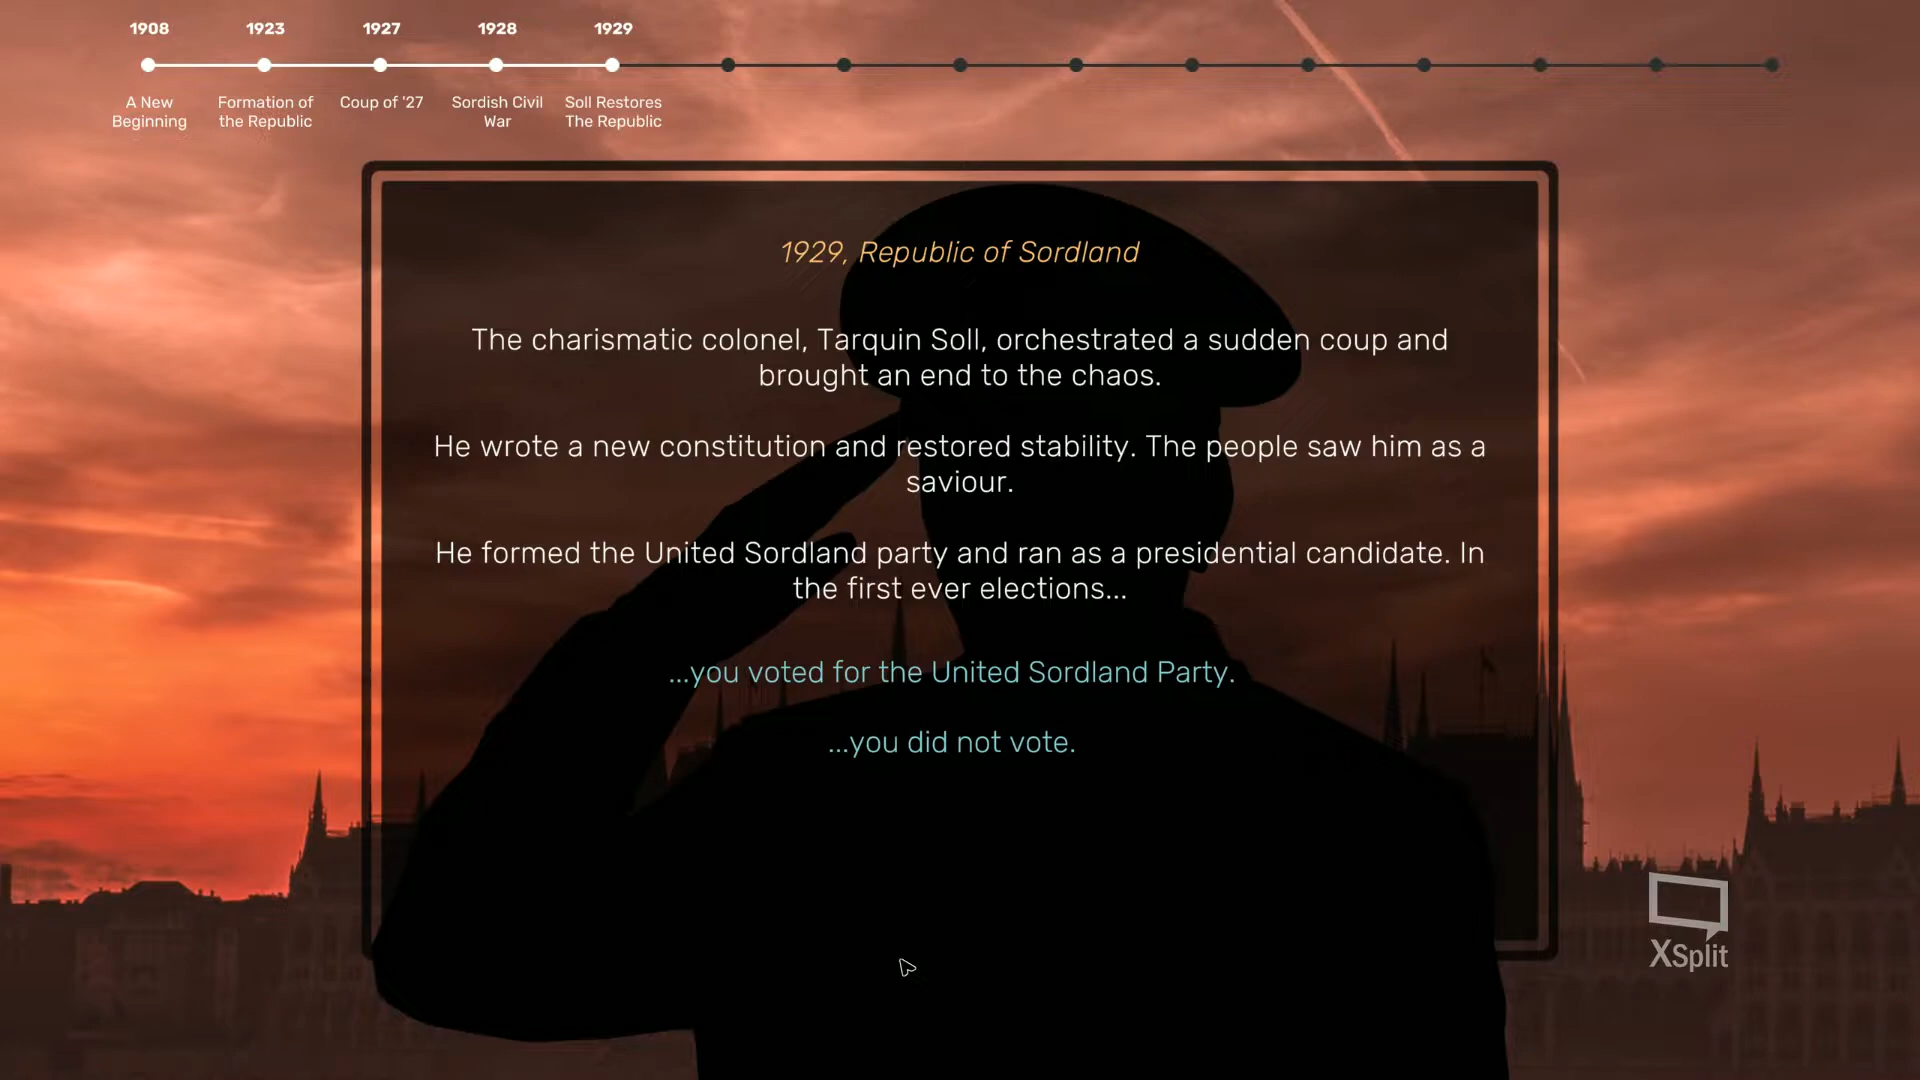 1908 1923 1927 1928 1929
A New Beginning
Formation of the Republic
Coup of '27
Sordish Civil War
Soll Restores The Republic
1929, Republic of Sordland
The charismatic colonel, Tarquin Soll, orchestrated a sudden coup and
brought an end to the chaos.
He wrote a new constitution and restored stability. The people saw him as a
saviour.
He formed the United Sordland party and ran as a presidential candidate. In
the first ever elections...
...you voted for the United Sordland Party.
...you did not vote.
XSplit